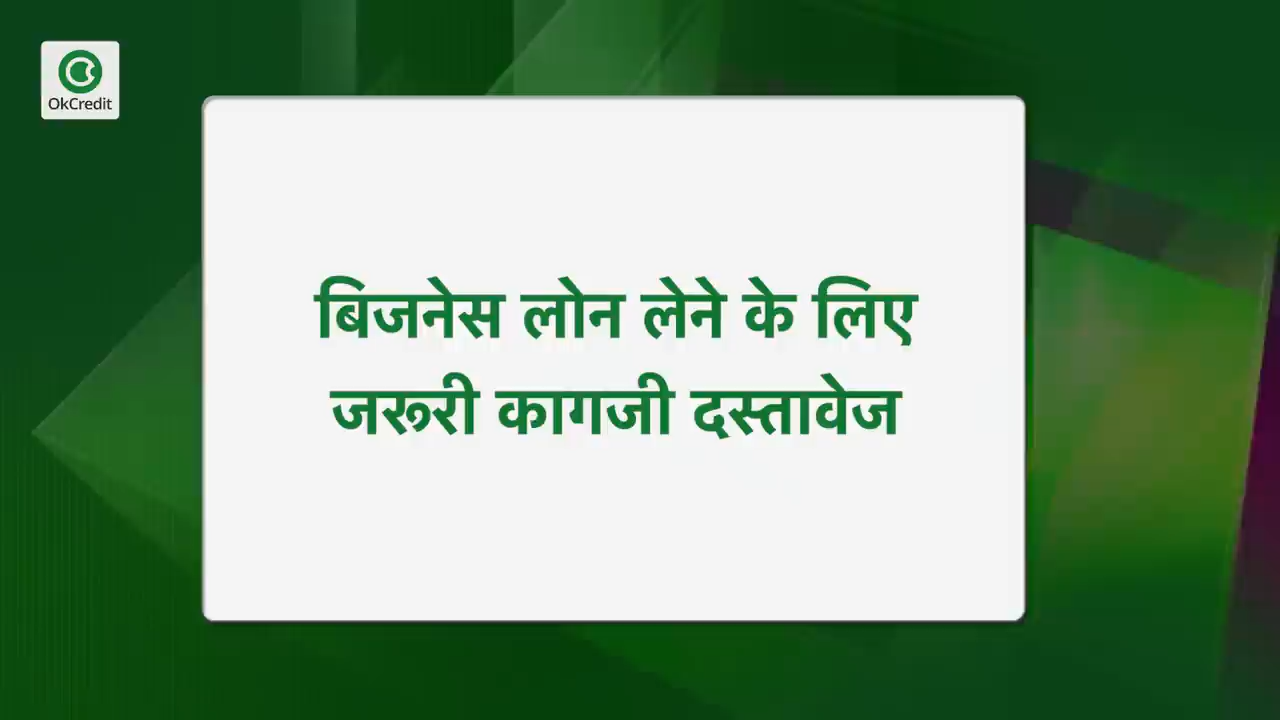 OkCredit
बिजनेस लोन लेने के लिए
जरूरी कागजी दस्तावेज